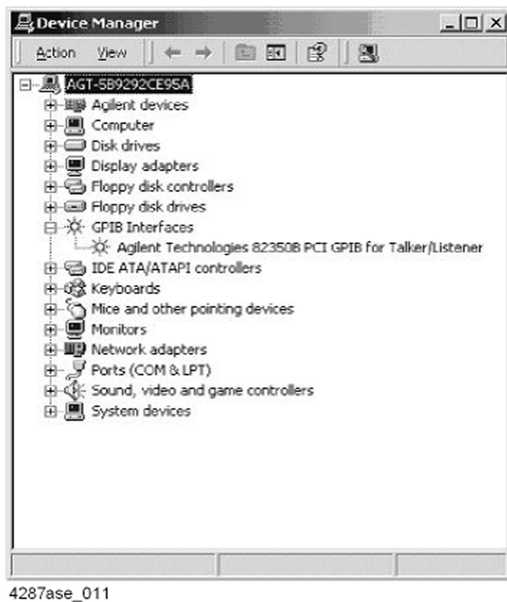 Device Manager
Action View
AGT-5B9292CE95A
Agilent devices
Computer
Disk drives
Display adapters
Floppy disk controllers
Floppy disk drives
GPIB Interfaces
Agilent Technologies 82350B PCI GPIB for Talker/Listener
IDE ATA/ATAPI controllers
Keyboards
Mice and other pointing devices
Monitors
Network adapters
Ports (COM & LPT)
Sound, video and game controllers
System devices
4287ase_011